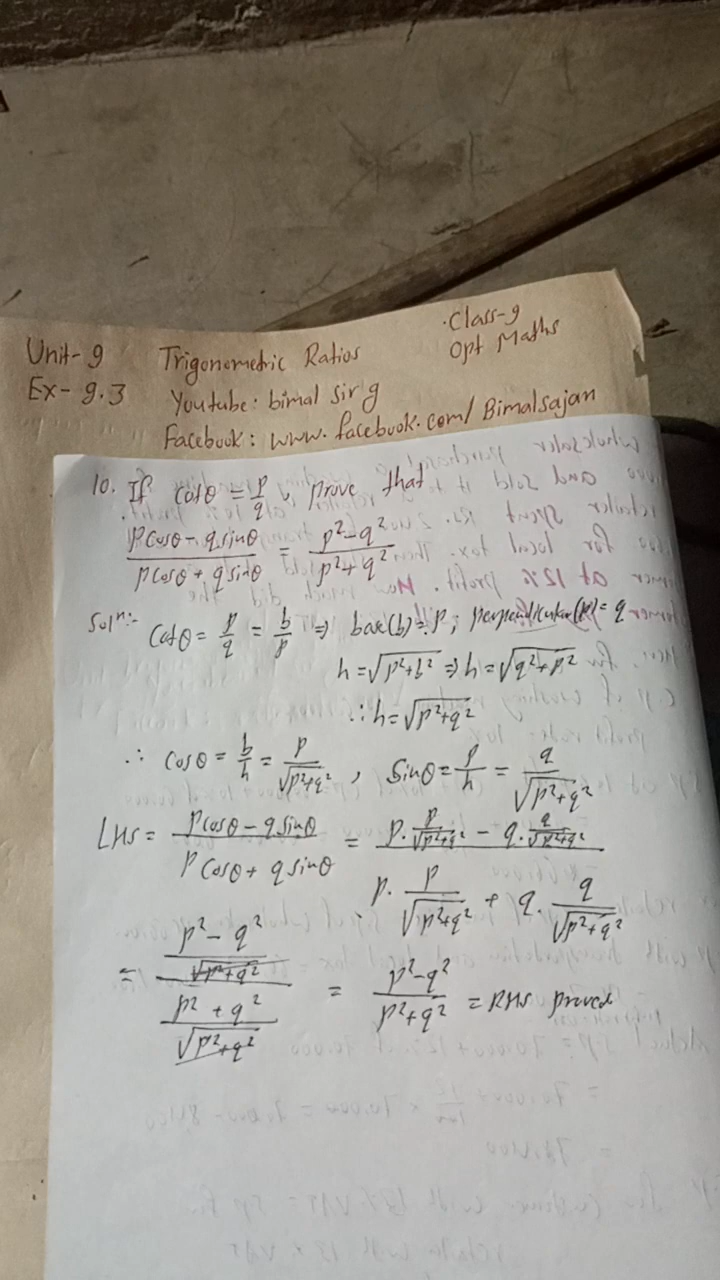 Unit-9 Trigonometric Ratios Class-9
Ex-9.3 Opt Maths
Youtube: bimal sir g
Facebook: www.facebook.com/Bimalsajan
10. If cotθ = p/q, prove that
(pcosθ - qsinθ)/(pcosθ + qsinθ) = (p²-q²)/(p²+q²)
Solⁿ:- Cotθ = p/q = b/p ⇒ base(b) = p; perpendicular(p) = q
h = √(p²+b²) ⇒ h = √(q²+p²)
∴ h = √(p²+q²)
∴ Cosθ = b/h = p/√(p²+q²), Sinθ = p/h = q/√(p²+q²)
LHS = (pcosθ - qsinθ)/(pcosθ + qsinθ) = (p·p/√(p²+q²) - q·q/√(p²+q²))/(p·p/√(p²+q²) + q·q/√(p²+q²))
= ((p²-q²)/√(p²+q²))/((p²+q²)/√(p²+q²)) = (p²-q²)/(p²+q²) = RHS proved